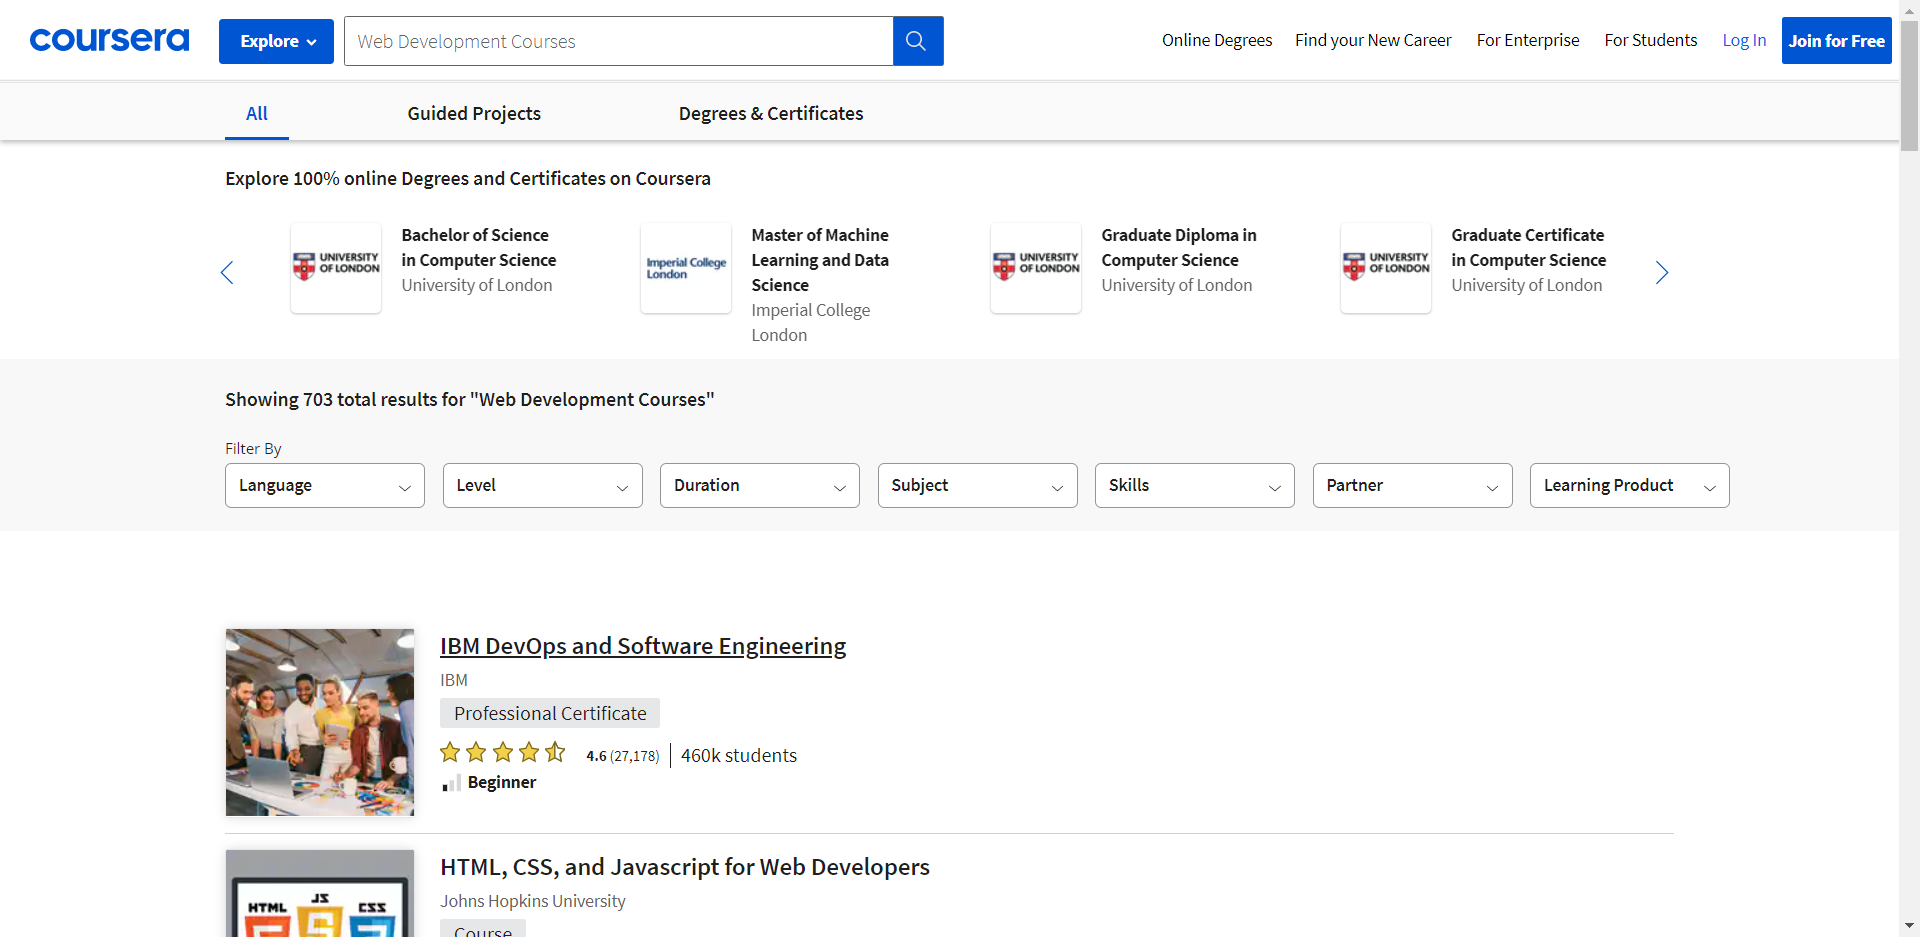 coursera
Explore
Web Development Courses
Online Degrees
Find your New Career
For Enterprise
For Students
Log In
Join for Free
All
Guided Projects
Degrees & Certificates
Explore 100% online Degrees and Certificates on Coursera
UNIVERSITY
OF LONDON
Bachelor of Science
in Computer Science
University of London
Imperial College
London
Master of Machine
Learning and Data
Science
Imperial College
London
UNIVERSITY
OF LONDON
Graduate Diploma in
Computer Science
University of London
UNIVERSITY
OF LONDON
Graduate Certificate
in Computer Science
University of London
Showing 703 total results for "Web Development Courses"
Filter By
Language
Level
Duration
Subject
Skills
Partner
Learning Product
IBM DevOps and Software Engineering
IBM
Professional Certificate
4.6 (27,178)
460k students
Beginner
HTML JS CSS
HTML, CSS, and Javascript for Web Developers
Johns Hopkins University
Course